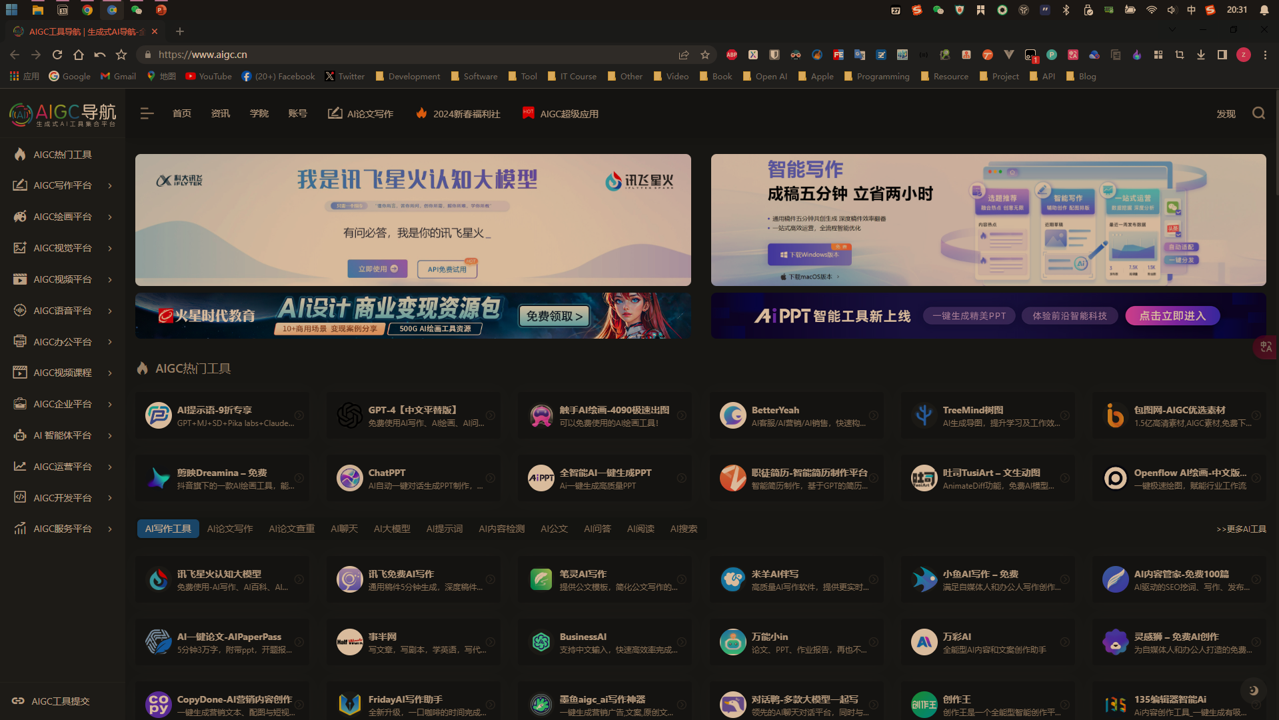 20:31
AIGC工具导航 | 生成式AI导航-
https://www.aigc.cn
应用
Google
Gmail
地图
YouTube
(20+) Facebook
Twitter
Development
Software
Tool
IT Course
Other
Video
Book
Open AI
Apple
Programming
Resource
Project
API
Blog
AIGC导航
生成式AI工具集合平台
首页
资讯
学院
账号
AI论文写作
2024新春福利社
AIGC超级应用
发现
AIGC热门工具
AIGC写作平台
AIGC绘画平台
AIGC视觉平台
AIGC视频平台
AIGC语音平台
AIGC办公平台
AIGC视频课程
AIGC企业平台
AI 智能体平台
AIGC运营平台
AIGC开发平台
AIGC服务平台
AIGC工具提交
科大讯飞
iFLYTEK
我是讯飞星火认知大模型
讯飞星火
有问必答，我是你的讯飞星火_
立即使用
API免费试用
智能写作
成稿五分钟 立省两小时
• 通用稿件五分钟共创生成 深度稿件效率翻番
• 一站式高效运营，全流程智能优化
下载Windows版本
下载macOS版本
选题推荐
智能写作
一站式运营
火星时代教育
AI设计 商业变现资源包
10+商用场景 变现案例分享
500G AI绘画工具资源
免费领取 >
AiPPT 智能工具新上线
一键生成精美PPT
体验前沿智能科技
点击立即进入
AIGC热门工具
AI提示语-9折专享
GPT+MJ+SD+Pika labs+Claude...
GPT-4【中文平替版】
免费使用AI写作、AI绘画、AI问...
触手AI绘画-4090极速出图
可以免费使用的AI绘画工具!
BetterYeah
AI客服/AI营销/AI销售，快速构...
TreeMind树图
AI生成导图，提升学习及工作效...
包图网-AIGC优选素材
1.5亿高清素材,AIGC素材,免费下...
剪映Dreamina – 免费
抖音旗下的一款AI绘画工具，能...
ChatPPT
AI自动一键对话生成PPT制作，...
全智能AI一键生成PPT
Ai一键生成高质量PPT
职徒简历-智能简历制作平台
智能简历制作，基于GPT的简历...
吐司TusiArt – 文生动图
AnimateDiff功能，免费AI模型...
Openflow AI绘画-中文版...
一键极速绘图，赋能行业工作流
AI写作工具
AI论文写作
AI论文查重
AI聊天
AI大模型
AI提示词
AI内容检测
AI公文
AI问答
AI阅读
AI搜索
>>更多AI工具
讯飞星火认知大模型
免费使用-AI写作、AI百科、AI...
讯飞免费AI写作
通用稿件5分钟生成，深度稿件...
笔灵AI写作
提供公文模板，简化公文写作的...
米羊AI伴写
高质量AI写作软件，提供更实时...
小鱼AI写作 – 免费
满足自媒体人和办公人写作创作...
AI内容管家-免费100篇
AI驱动的SEO挖词、写作、发布...
AI一键论文-AIPaperPass
5分钟3万字，附带ppt，开题报...
事半网
写文章，写副本，学英语，写代...
BusinessAI
支持中文输入，快速高效率完成...
万能小in
论文、PPT、作业报告，再也不...
万彩AI
全能型AI内容和文案创作助手
灵感狮 – 免费AI创作
为自媒体人和办公人打造的免费...
CopyDone-AI营销内容创作
一键生成营销文本、配图与短视...
FridayAI写作助手
全新升级，一口咖啡的时间完成...
墨鱼aigc_ai写作神器
一键生成营销广告,文案,原创文...
对话鸭-多款大模型一起写
领先的AI聊天对话平台，同时与...
创作王
创作王是一个全能型智能创作平...
135编辑器智能Ai
Ai内容创作工具,一键生成有限...